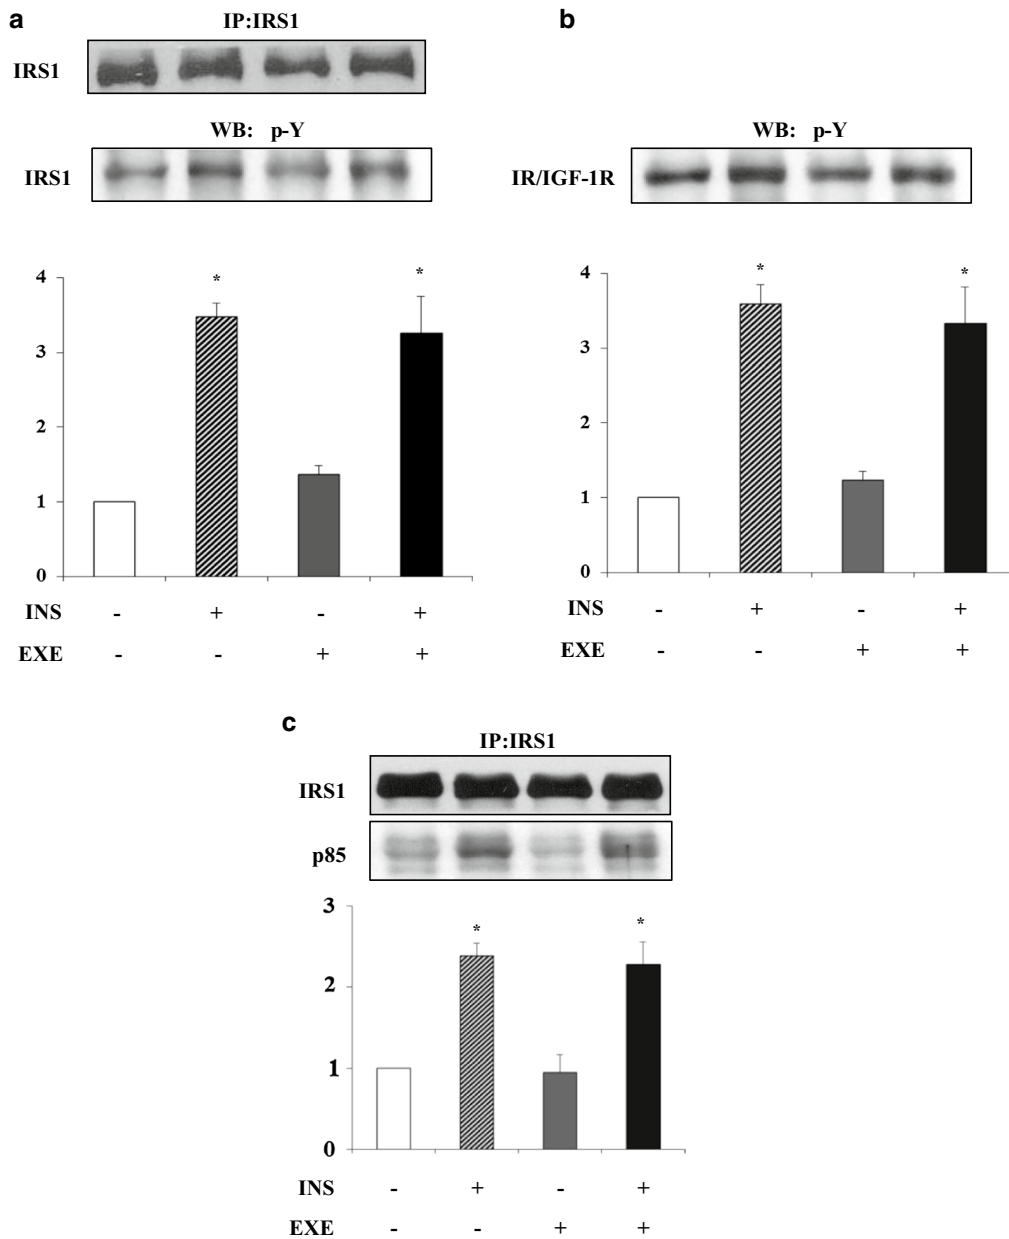 a
IP:IRS1
IRS1
WB: p-Y
IRS1
4
3
2
1
0
* *
INS - + - +
EXE - - + +
b
WB: p-Y
IR/IGF-1R
4
3
2
1
0
* *
INS - + - +
EXE - - + +
c
IP:IRS1
IRS1
p85
3
2
1
0
* *
INS - + - +
EXE - - + +